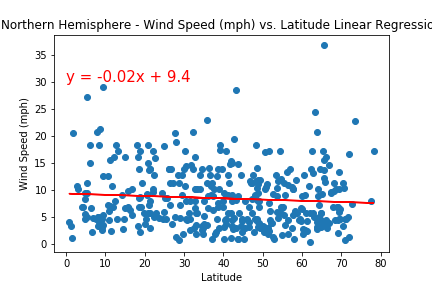 Northern Hemisphere - Wind Speed (mph) vs. Latitude Linear Regressio
y = -0.02x + 9.4
Wind Speed (mph)
35
30
25
20
15
10
5
0
0 10 20 30 40 50 60 70 80
Latitude